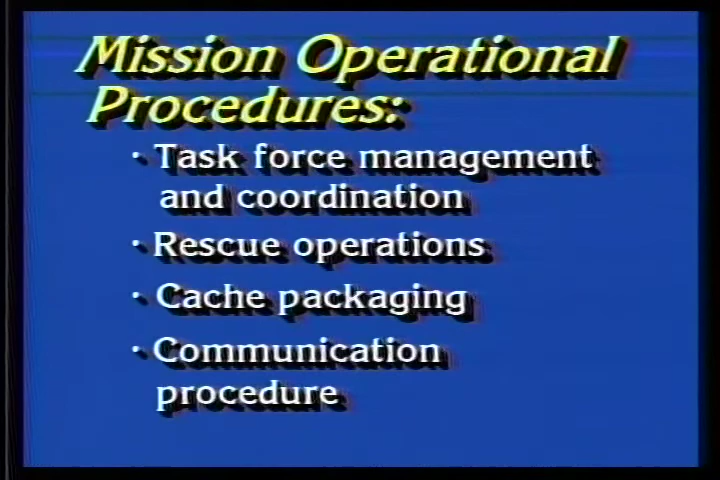 Mission Operational
Procedures:
· Task force management
and coordination
· Rescue operations
· Cache packaging
· Communication
procedure